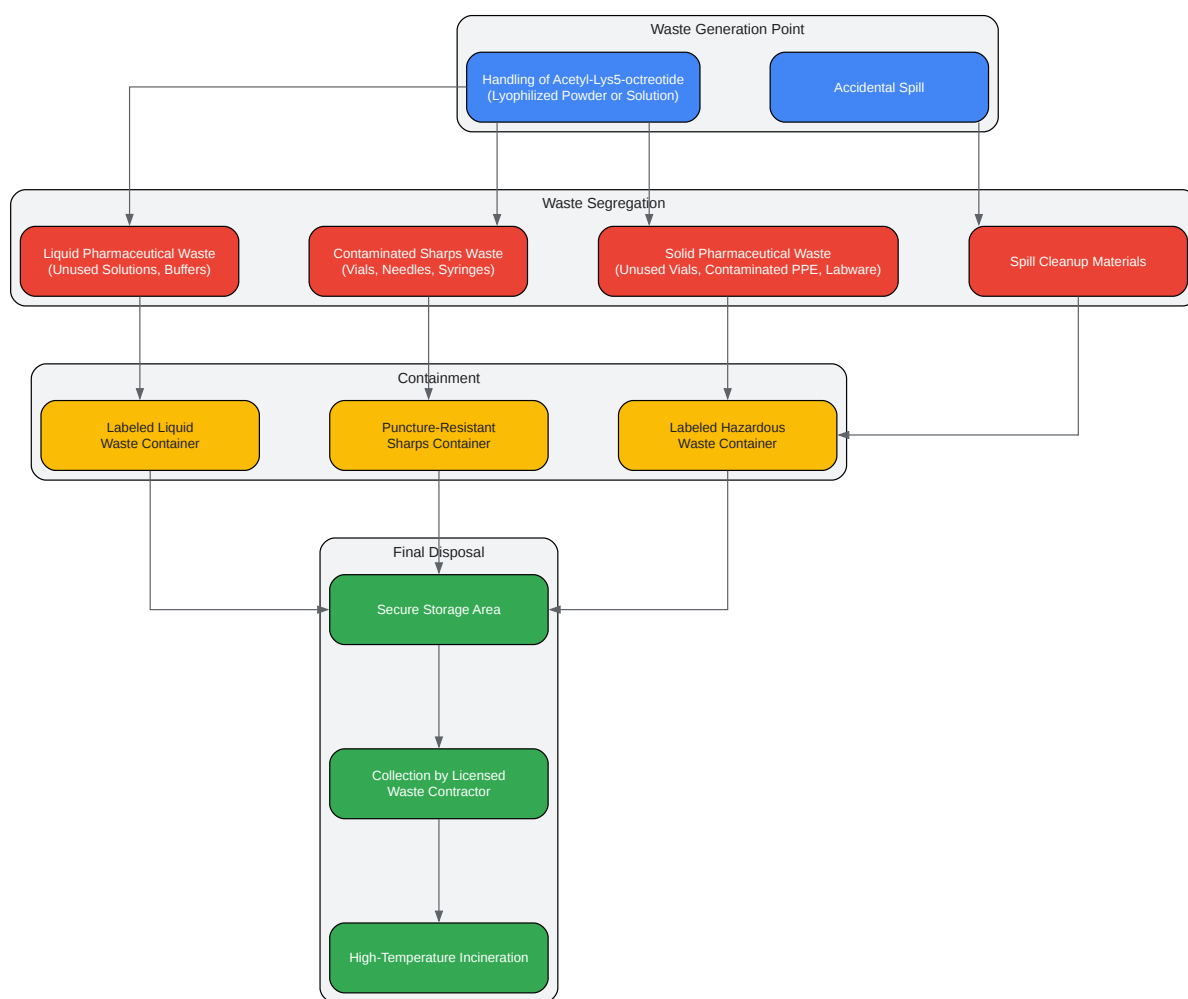 Waste Generation Point
Handling of Acetyl-Lys5-octreotide
(Lyophilized Powder or Solution)
Accidental Spill
Waste Segregation
Liquid Pharmaceutical Waste
(Unused Solutions, Buffers)
Contaminated Sharps Waste
(Vials, Needles, Syringes)
Solid Pharmaceutical Waste
(Unused Vials, Contaminated PPE, Labware)
Spill Cleanup Materials
Containment
Labeled Liquid
Waste Container
Puncture-Resistant
Sharps Container
Labeled Hazardous
Waste Container
Final Disposal
Secure Storage Area
Collection by Licensed
Waste Contractor
High-Temperature Incineration